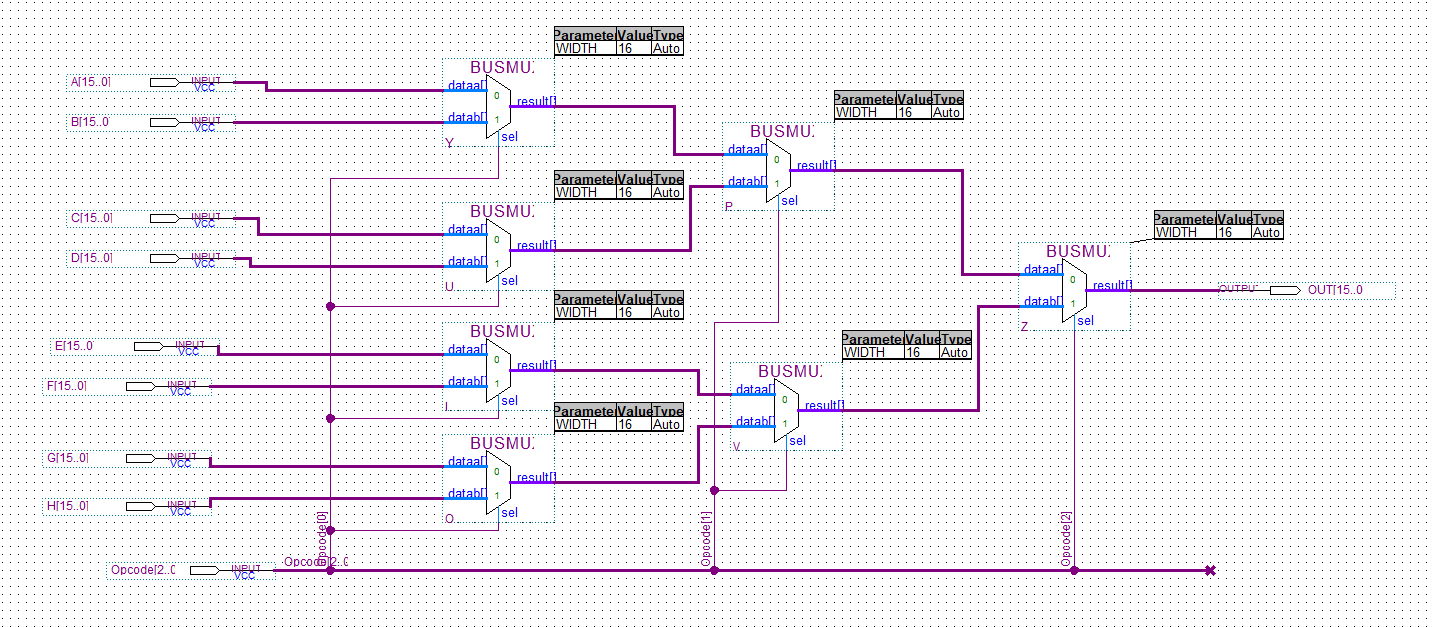 Paramete Value Type
WIDTH 16 Auto
BUSMU
A[15..0] INPUT VCC
dataa[] 0 result[]
B[15..0 INPUT VCC
datab[] 1
sel
Y
Paramete Value Type
WIDTH 16 Auto
BUSMU
dataa[] 0 result[]
datab[] 1
sel
P
Paramete Value Type
WIDTH 16 Auto
BUSMU
C[15..0] INPUT VCC
dataa[] 0 result[]
D[15..0] INPUT VCC
datab[] 1
sel
U
Paramete Value Type
WIDTH 16 Auto
BUSMU.
dataa[] 0 result[]
datab[] 1
sel
Z
OUTPU OUT[15..0
Paramete Value Type
WIDTH 16 Auto
BUSMU
E[15..0 INPUT VCC
dataa[] 0 result[]
F[15..0] INPUT VCC
datab[] 1
sel
I
Paramete Value Type
WIDTH 16 Auto
BUSMU
dataa[] 0 result[]
datab[] 1
sel
V
Paramete Value Type
WIDTH 16 Auto
BUSMU
G[15..0] INPUT VCC
dataa[] 0 result[]
H[15..0] INPUT VCC
datab[] 1
sel
O
Opcode[0]
Opcode[1]
Opcode[2]
Opcode[2..0
Opcode[2..0 INPUT VCC